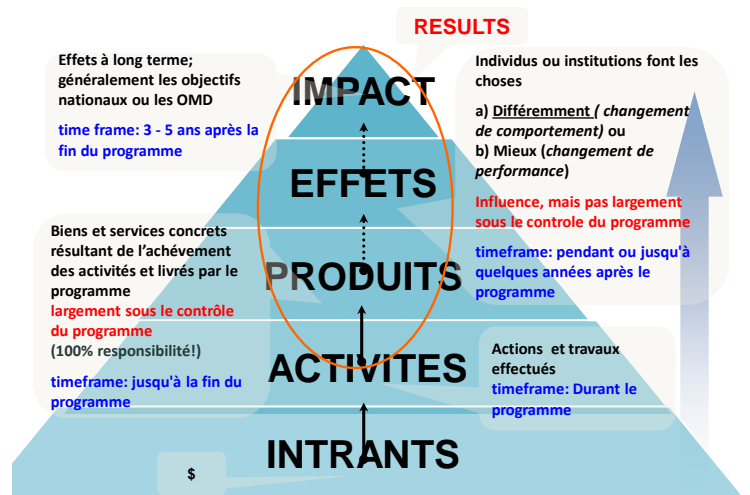 RESULTS
Effets à long terme;
généralement les objectifs
nationaux ou les OMD
time frame: 3 - 5 ans après la
fin du programme
IMPACT
Individus ou institutions font les
choses
a) Différemment ( changement
de comportement) ou
b) Mieux (changement de
performance)
Influence, mais pas largement
sous le controle du programme
timeframe: pendant ou jusqu'à
quelques années après le
programme
EFFETS
Biens et services concrets
résultant de l'achévement
des activités et livrés par le
programme
largement sous le contrôle
du programme
(100% responsibilité!)
timeframe: jusqu'à la fin du
programme
PRODUITS
ACTIVITES
Actions et travaux
effectués
timeframe: Durant le
programme
INTRANTS
$